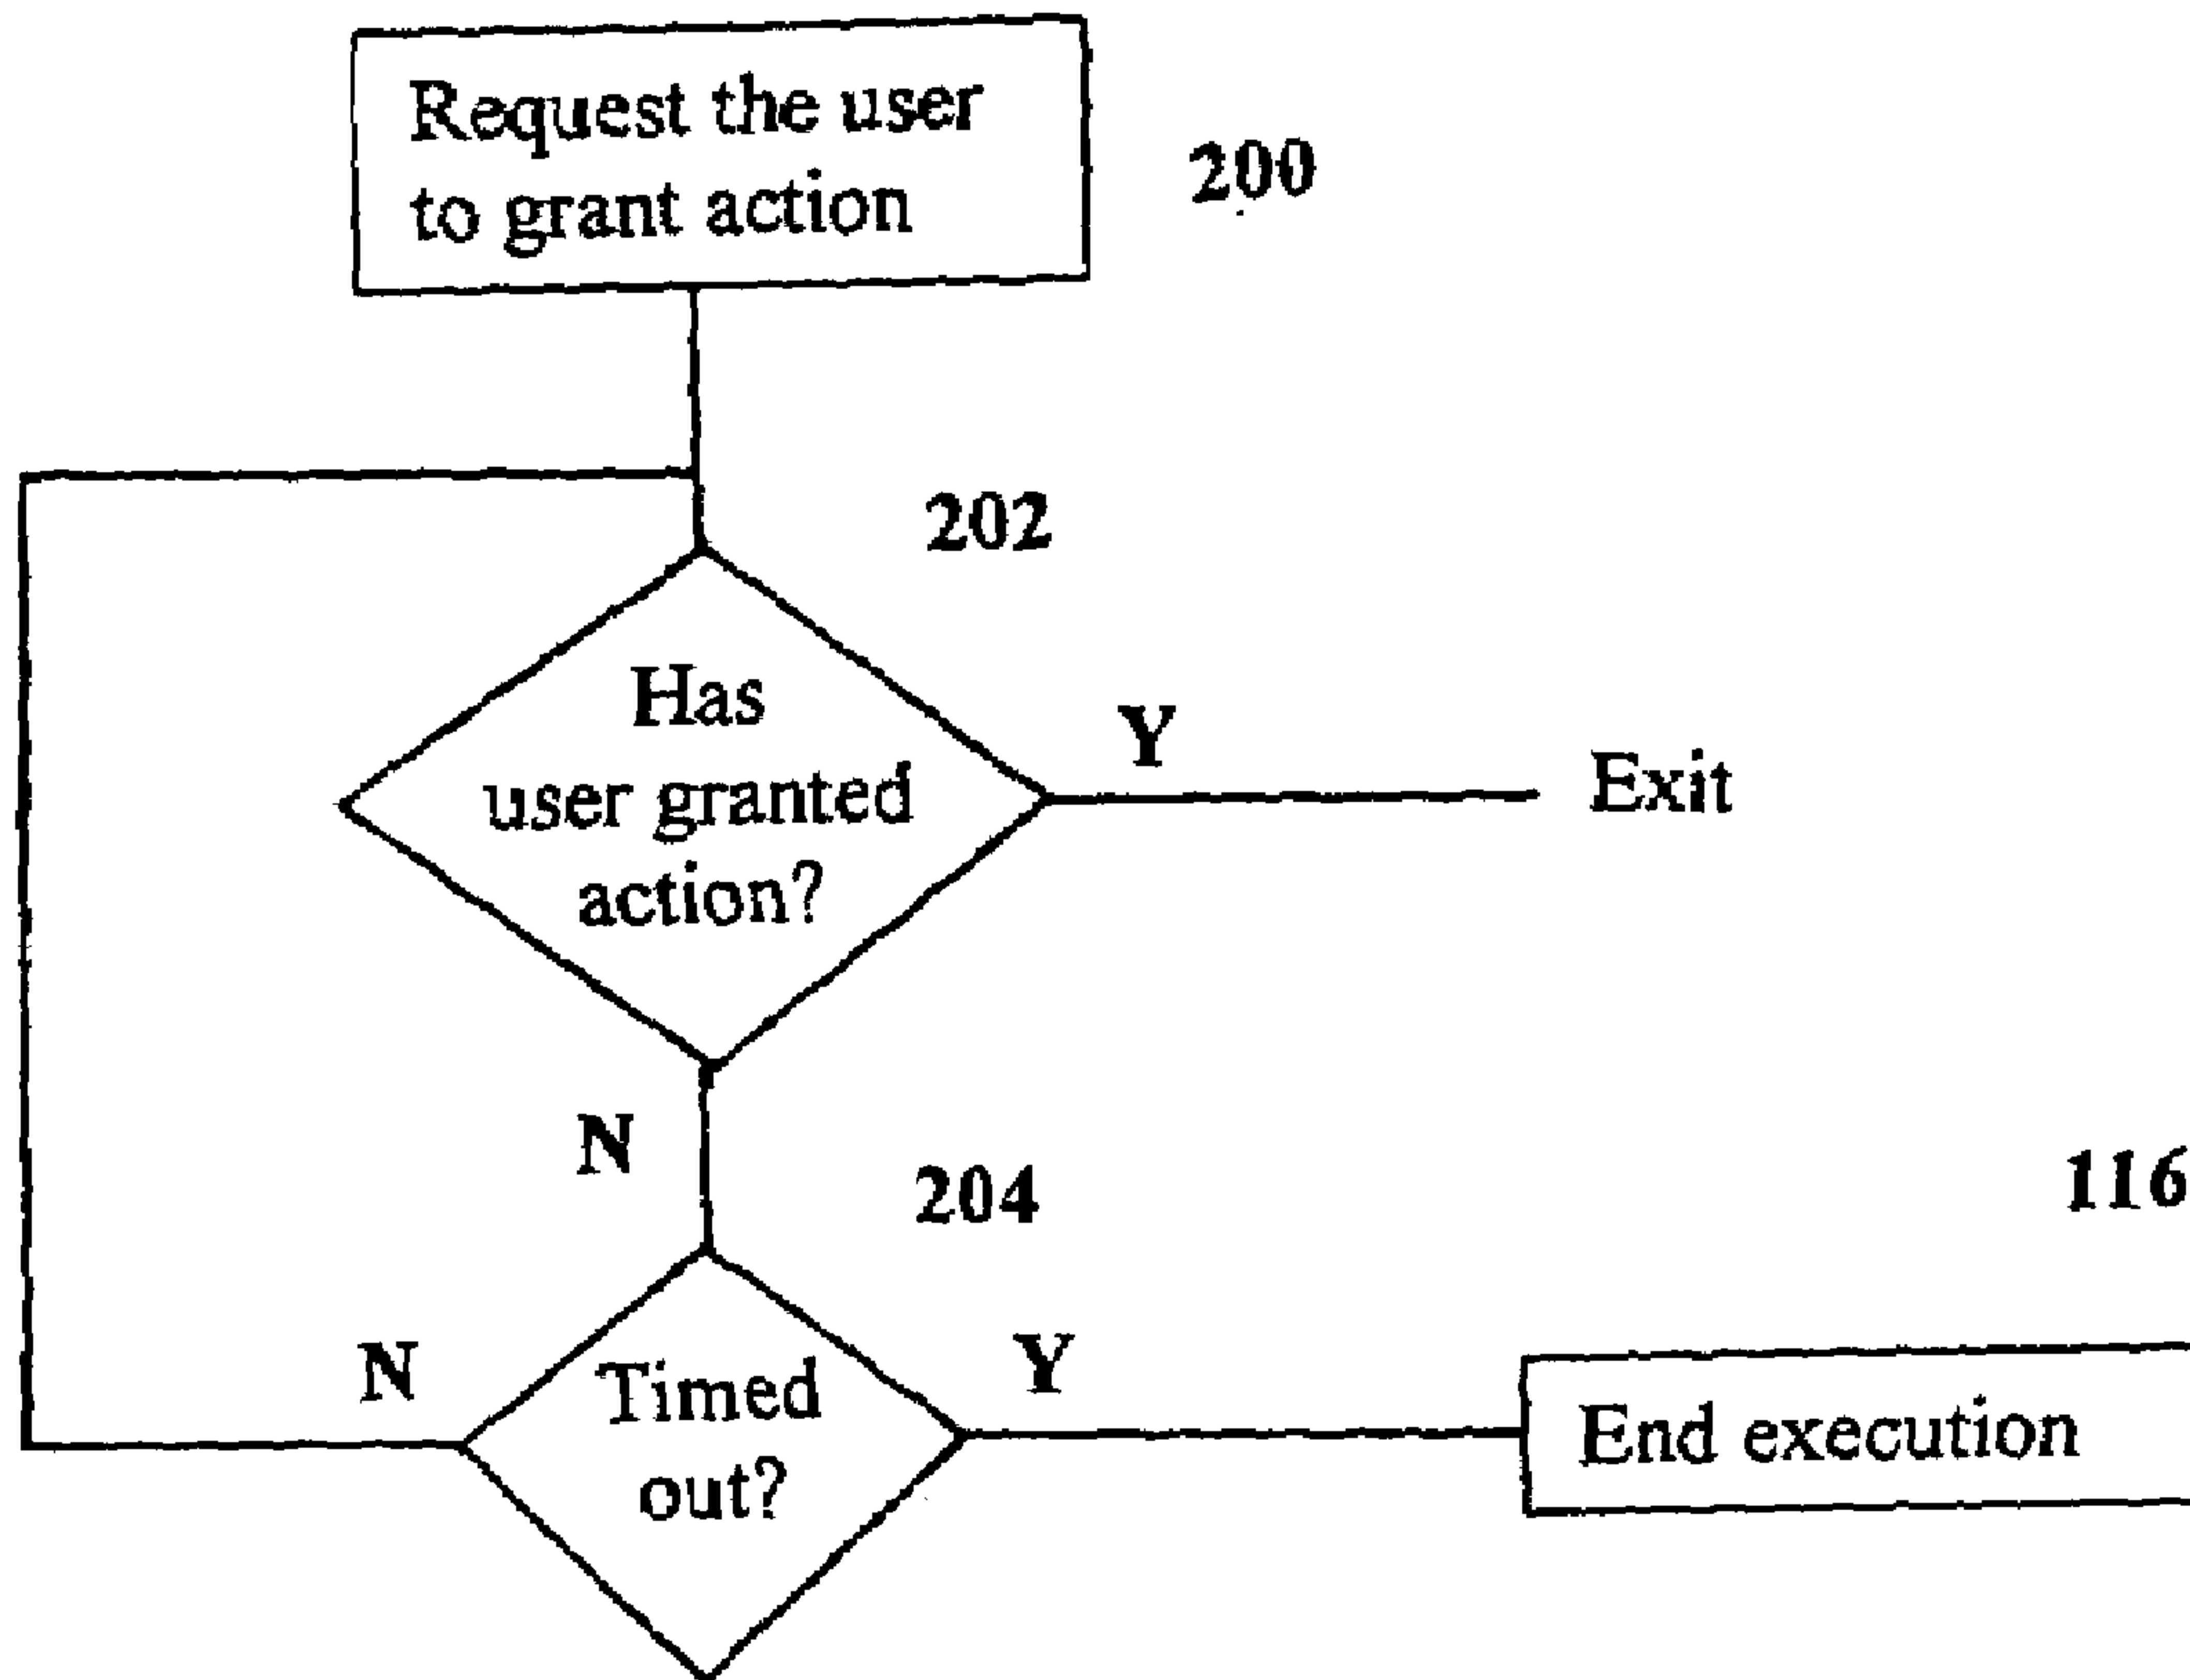 Request the user
to grant action
200
202
Has
user granted
action?
Y
Exit
N
204
116
N
Timed
out?
Y
End execution